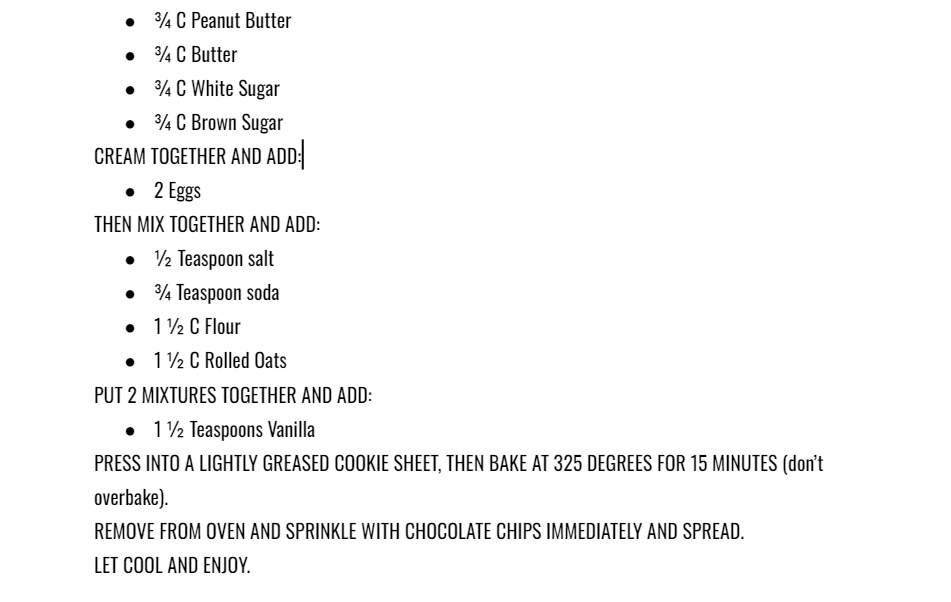 ● ¾ C Peanut Butter
● ¾ C Butter
● ¾ C White Sugar
● ¾ C Brown Sugar
CREAM TOGETHER AND ADD:
● 2 Eggs
THEN MIX TOGETHER AND ADD:
● ½ Teaspoon salt
● ¾ Teaspoon soda
● 1 ½ C Flour
● 1 ½ C Rolled Oats
PUT 2 MIXTURES TOGETHER AND ADD:
● 1 ½ Teaspoons Vanilla
PRESS INTO A LIGHTLY GREASED COOKIE SHEET, THEN BAKE AT 325 DEGREES FOR 15 MINUTES (don’t
overbake).
REMOVE FROM OVEN AND SPRINKLE WITH CHOCOLATE CHIPS IMMEDIATELY AND SPREAD.
LET COOL AND ENJOY.